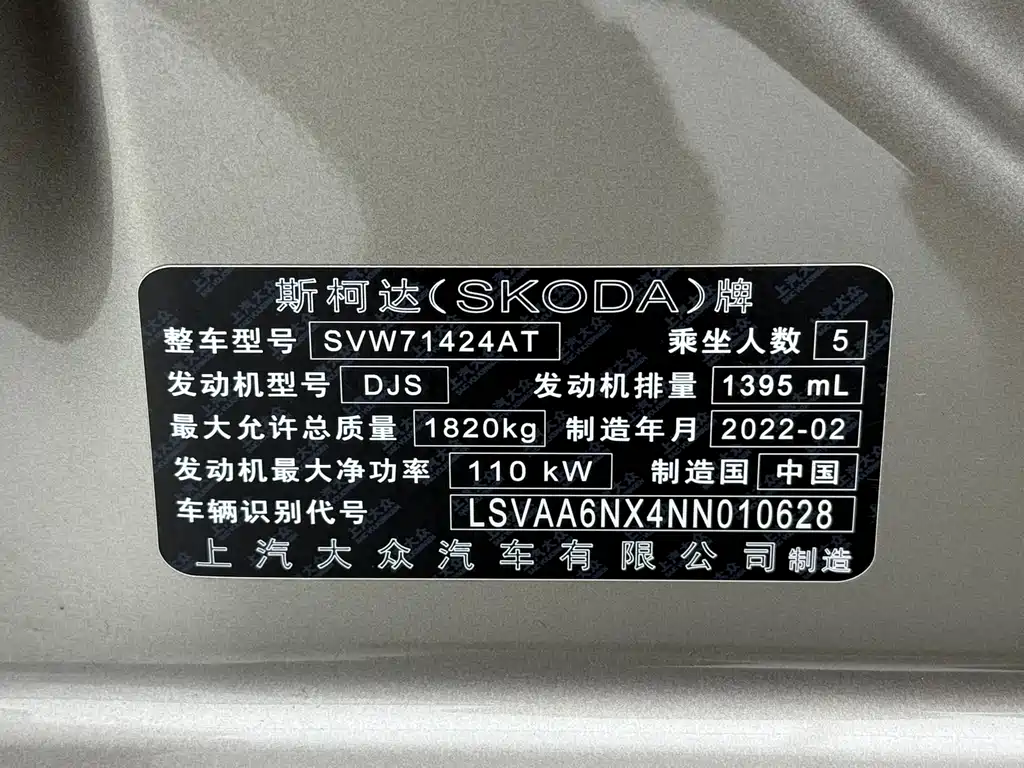 斯柯达(SKODA)牌
整车型号 SVW71424AT 乘坐人数 5
发动机型号 DJS 发动机排量 1395 mL
最大允许总质量 1820kg 制造年月 2022-02
发动机最大净功率 110 kW 制造国 中国
车辆识别代号 LSVAA6NX4NN010628
上汽大众汽车有限公司制造